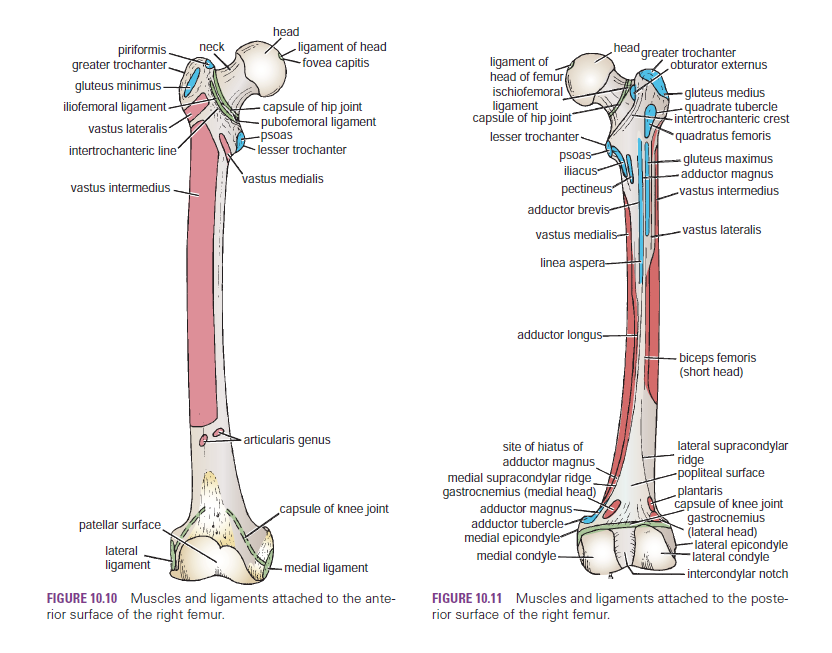 head
neck
piriformis
ligament of head
greater trochanter
fovea capitis
gluteus minimus
iliofemoral ligament
capsule of hip joint
vastus lateralis
pubofemoral ligament
psoas
intertrochanteric line
lesser trochanter
vastus intermedius
vastus medialis
articularis genus
capsule of knee joint
patellar surface
lateral
ligament
medial ligament
FIGURE 10.10 Muscles and ligaments attached to the ante-
rior surface of the right femur.
head
greater trochanter
ligament of
head of femur
obturator externus
ischiofemoral
ligament
gluteus medius
capsule of hip joint
quadrate tubercle
intertrochanteric crest
lesser trochanter
quadratus femoris
psoas
gluteus maximus
iliacus
adductor magnus
pectineus
vastus intermedius
adductor brevis
vastus medialis
vastus lateralis
linea aspera
adductor longus
biceps femoris
(short head)
site of hiatus of
adductor magnus
lateral supracondylar
ridge
medial supracondylar ridge
popliteal surface
gastrocnemius (medial head)
plantaris
adductor magnus
capsule of knee joint
adductor tubercle
gastrocnemius
(lateral head)
medial epicondyle
lateral epicondyle
medial condyle
lateral condyle
intercondylar notch
FIGURE 10.11 Muscles and ligaments attached to the poste-
rior surface of the right femur.